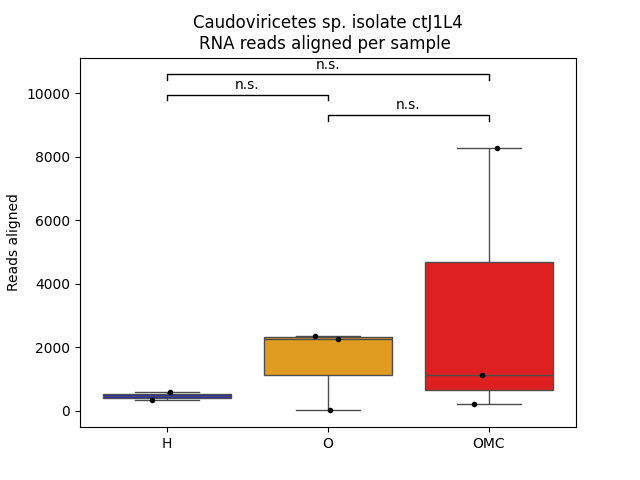 Caudoviricetes sp. isolate ctJ1L4
RNA reads aligned per sample
n.s.
n.s.
n.s.
Reads aligned
10000
8000
6000
4000
2000
0
H
O
OMC